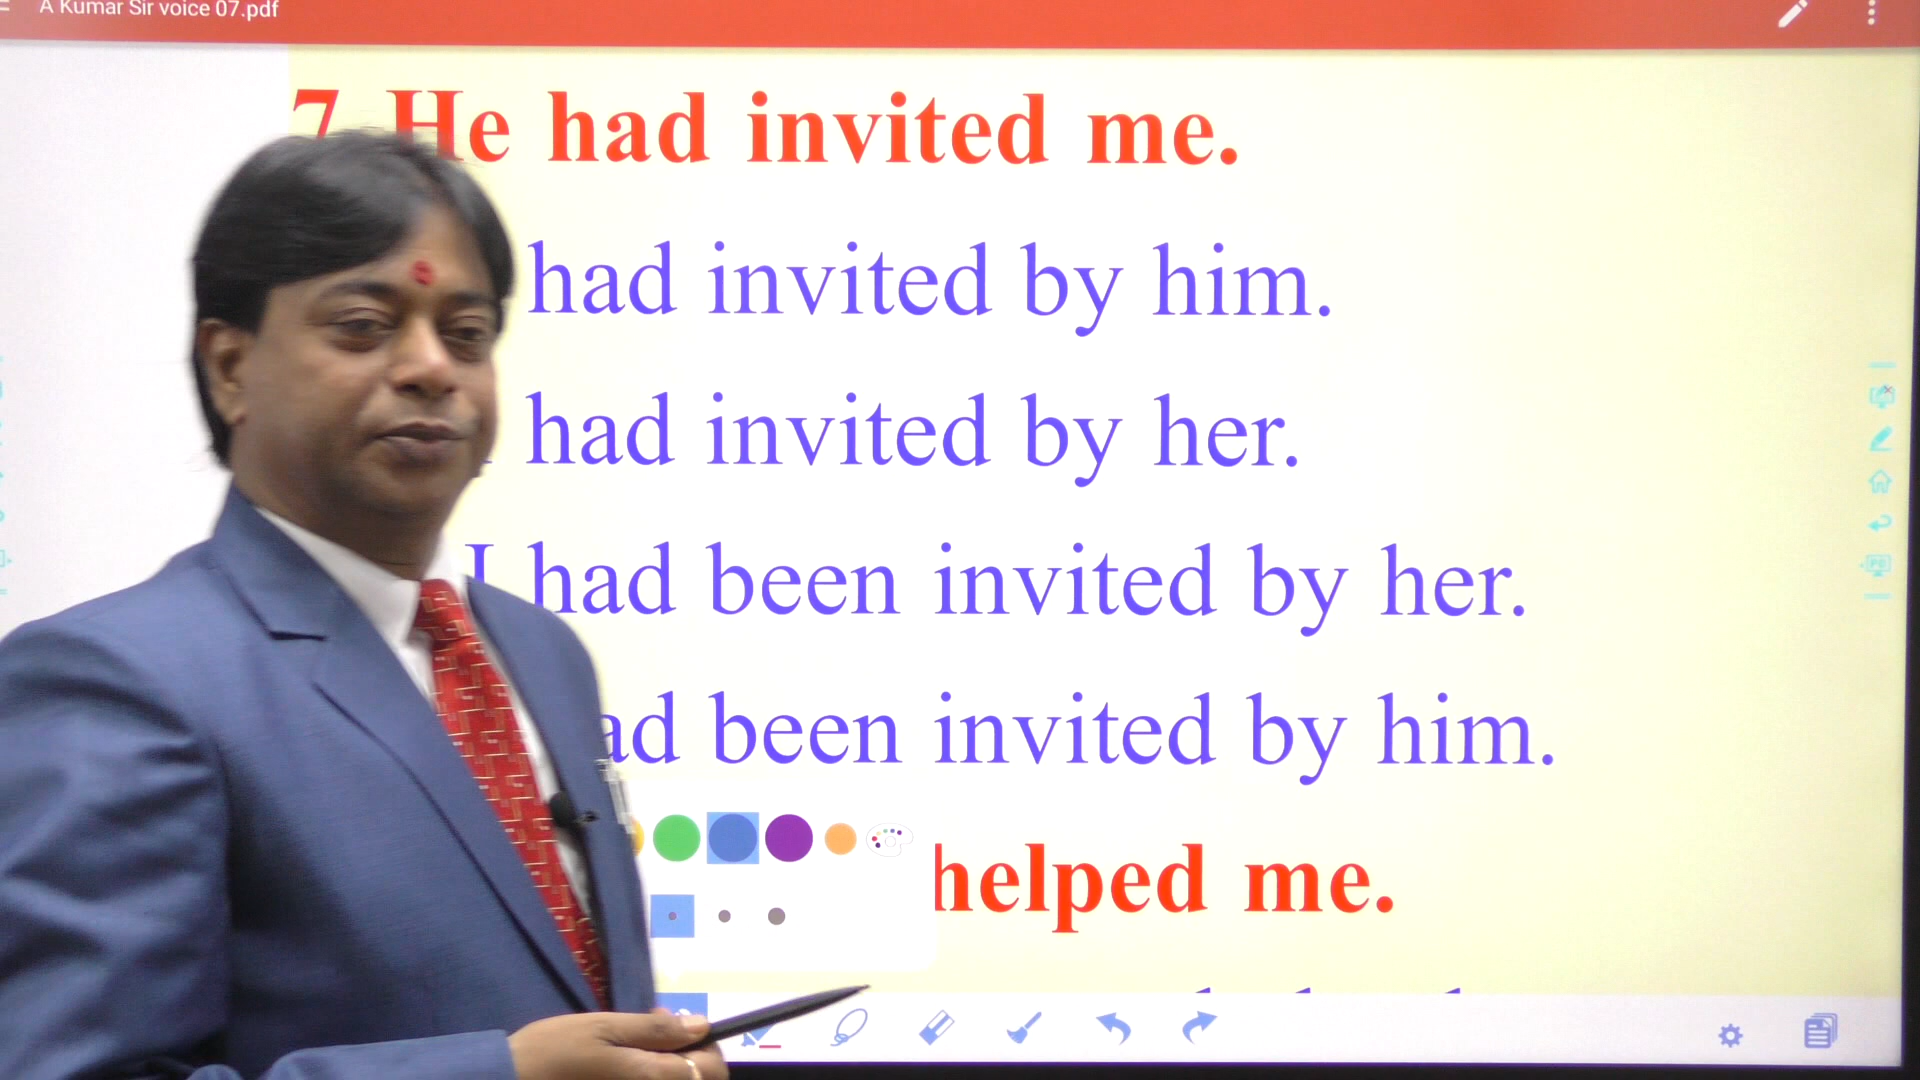 A Kumar Sir voice 07.pdf
7. He had invited me.
had invited by him.
I had invited by her.
I had been invited by her.
had been invited by him.
helped me.